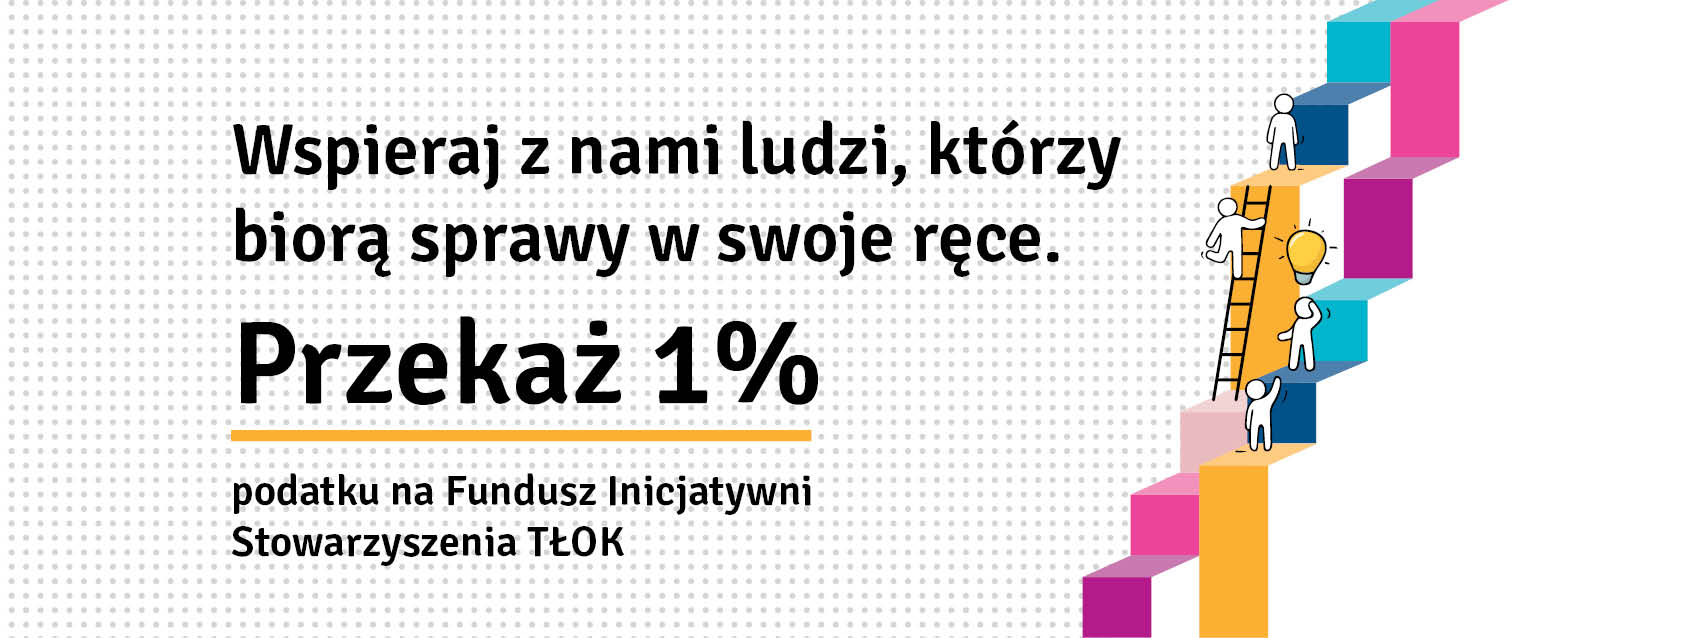 Wspieraj z nami ludzi, którzy
biorą sprawy w swoje ręce.
Przekaż 1%
podatku na Fundusz Inicjatywni
Stowarzyszenia TŁOK